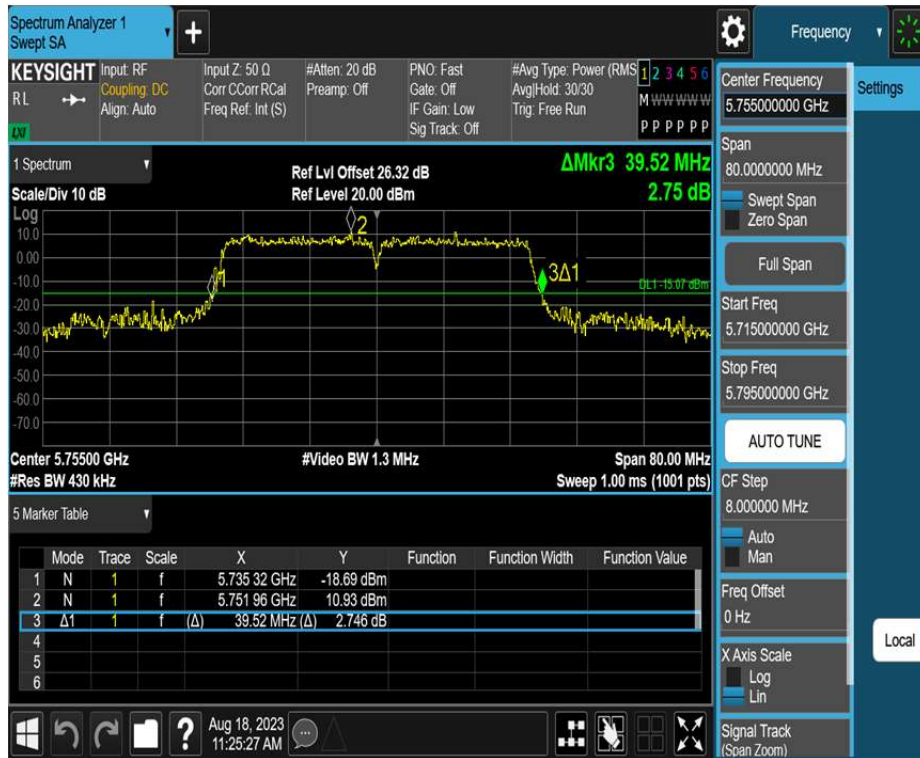 Spectrum Analyzer 1
Swept SA
Frequency
KEYSIGHT
Input: RF
Coupling: DC
Align: Auto
Input Z: 50 Ω
Corr CCorr RCal
Freq Ref: Int (S)
#Atten: 20 dB
Preamp: Off
PNO: Fast
Gate: Off
IF Gain: Low
Sig Track: Off
#Avg Type: Power (RMS
Avg|Hold: 30/30
Trig: Free Run
1 2 3 4 5 6
M W W W W W
P P P P P P
R L
LXI
Center Frequency
5.755000000 GHz
Settings
Span
80.0000000 MHz
Swept Span
Zero Span
Full Span
Start Freq
5.715000000 GHz
Stop Freq
5.795000000 GHz
AUTO TUNE
CF Step
8.000000 MHz
Auto
Man
Freq Offset
0 Hz
X Axis Scale
Log
Lin
Signal Track
(Span Zoom)
Local
1 Spectrum
Scale/Div 10 dB
Ref Lvl Offset 26.32 dB
Ref Level 20.00 dBm
ΔMkr3 39.52 MHz
2.75 dB
Log
10.0
0.00
-10.0
-20.0
-30.0
-40.0
-50.0
-60.0
-70.0
1
2
3Δ1
DL1 -15.07 dBm
Center 5.75500 GHz
#Res BW 430 kHz
#Video BW 1.3 MHz
Span 80.00 MHz
Sweep 1.00 ms (1001 pts)
5 Marker Table
Mode Trace Scale X Y Function Function Width Function Value
1 N 1 f 5.735 32 GHz -18.69 dBm
2 N 1 f 5.751 96 GHz 10.93 dBm
3 Δ1 1 f (Δ) 39.52 MHz (Δ) 2.746 dB
4
5
6
?
Aug 18, 2023
11:25:27 AM